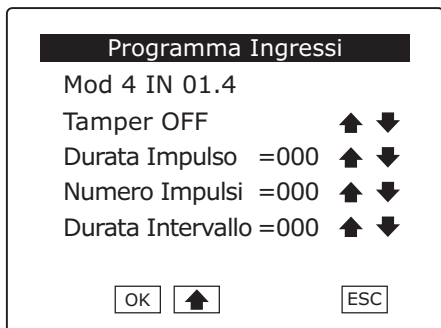 Programma Ingressi
Mod 4 IN 01.4
Tamper OFF
Durata Impulso =000
Numero Impulsi =000
Durata Intervallo =000
OK ESC